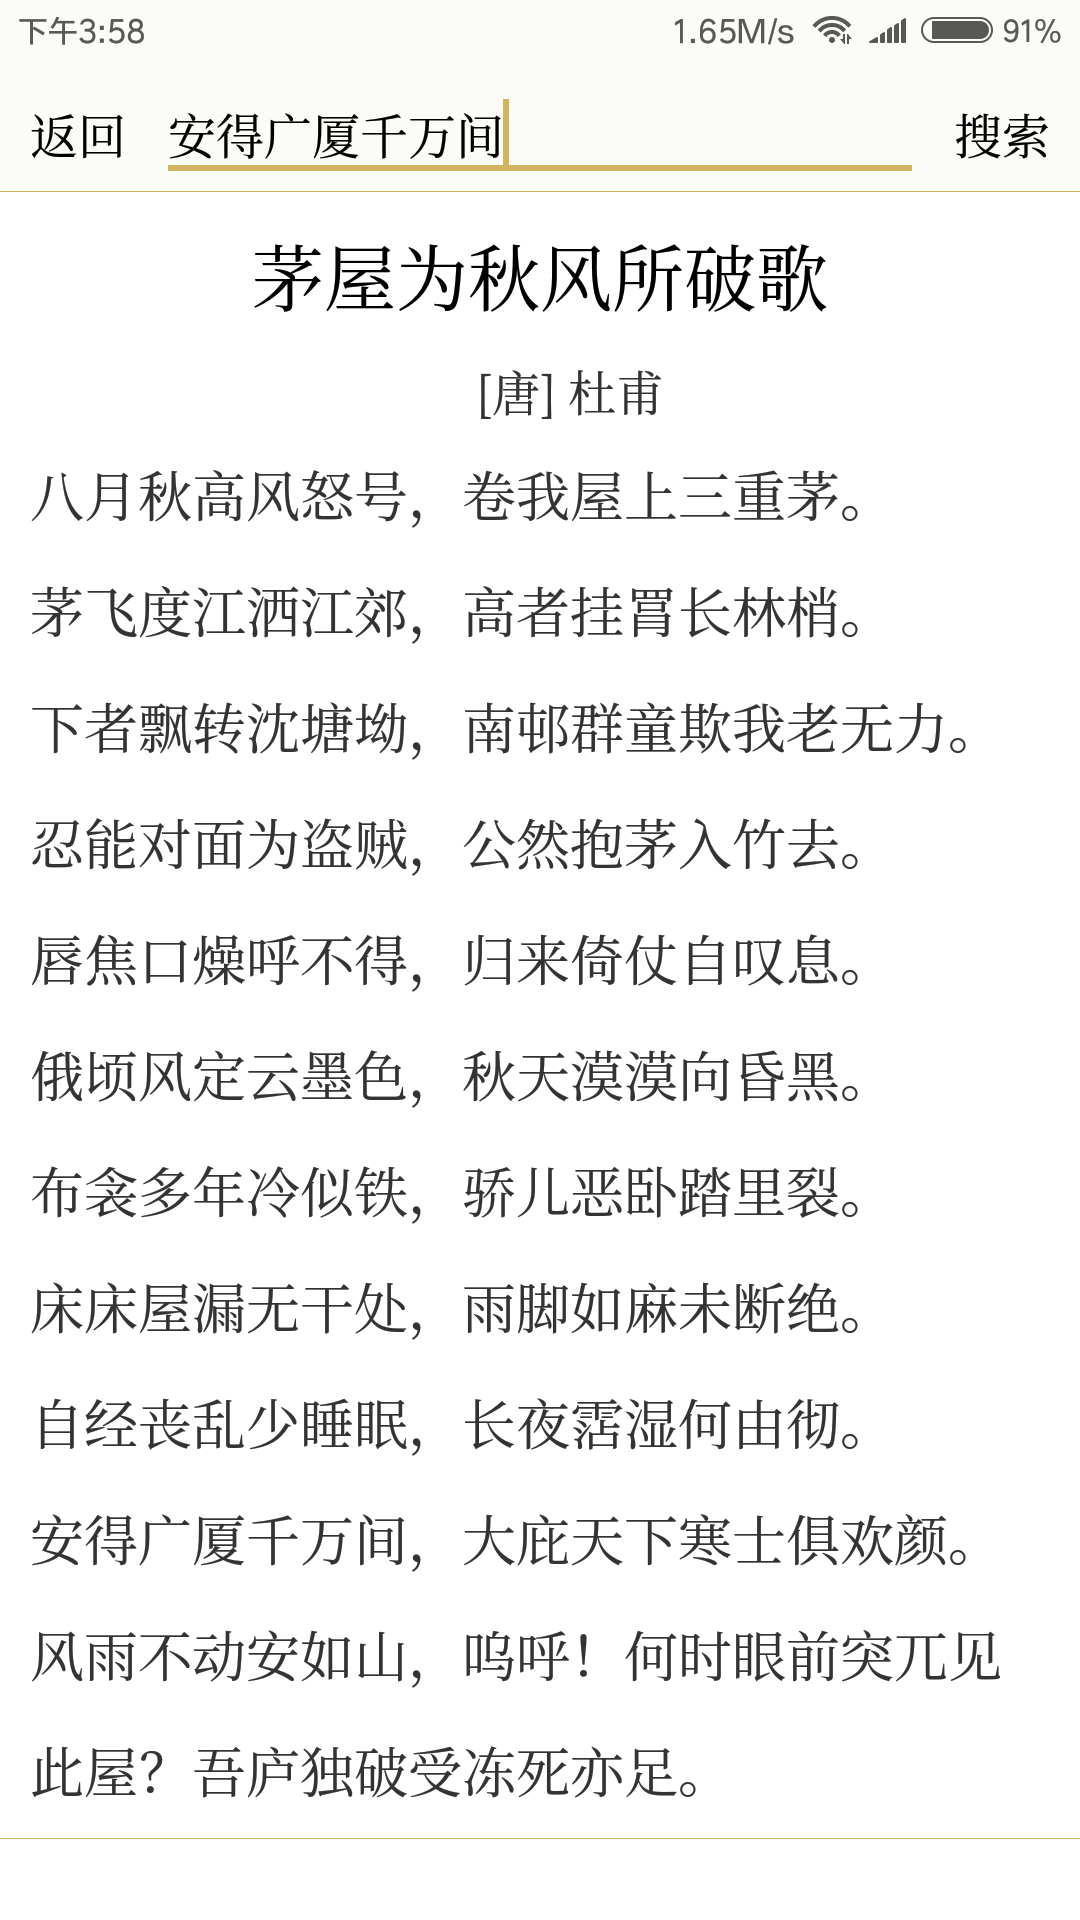 下午3:58 1.65M/s 91%
返回 安得广厦千万间 搜索
茅屋为秋风所破歌
[唐] 杜甫
八月秋高风怒号，卷我屋上三重茅。
茅飞度江洒江郊，高者挂罥长林梢。
下者飘转沈塘坳，南邨群童欺我老无力。
忍能对面为盗贼，公然抱茅入竹去。
唇焦口燥呼不得，归来倚仗自叹息。
俄顷风定云墨色，秋天漠漠向昏黑。
布衾多年冷似铁，骄儿恶卧踏里裂。
床床屋漏无干处，雨脚如麻未断绝。
自经丧乱少睡眠，长夜霑湿何由彻。
安得广厦千万间，大庇天下寒士俱欢颜。
风雨不动安如山，呜呼！何时眼前突兀见
此屋？吾庐独破受冻死亦足。